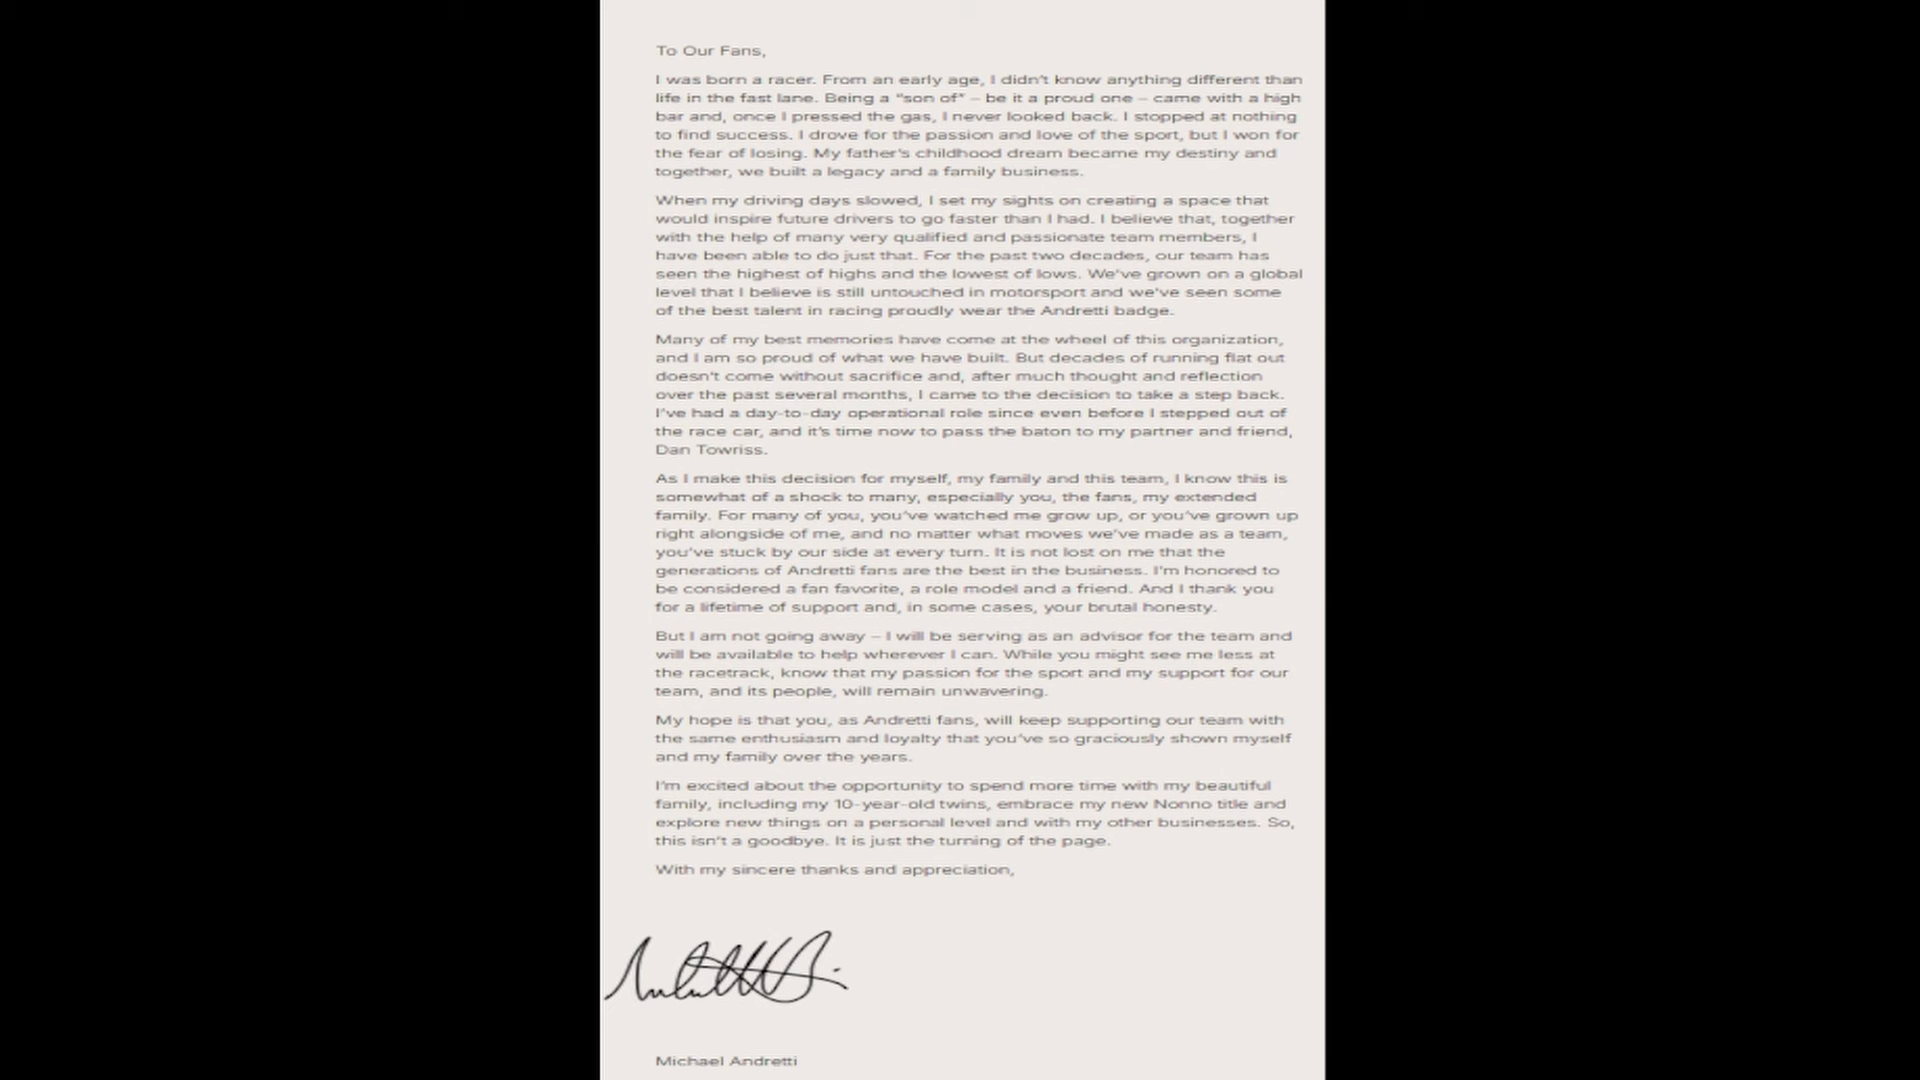 To Our Fans,
I was born a racer. From an early age, I didn't know anything different than
life in the fast lane. Being a "son of" – be it a proud one – came with a high
bar and, once I pressed the gas, I never looked back. I stopped at nothing
to find success. I drove for the passion and love of the sport, but I won for
the fear of losing. My father's childhood dream became my destiny and
together, we built a legacy and a family business.
When my driving days slowed, I set my sights on creating a space that
would inspire future drivers to go faster than I had. I believe that, together
with the help of many very qualified and passionate team members, I
have been able to do just that. For the past two decades, our team has
seen the highest of highs and the lowest of lows. We've grown on a global
level that I believe is still untouched in motorsport and we've seen some
of the best talent in racing proudly wear the Andretti badge.
Many of my best memories have come at the wheel of this organization,
and I am so proud of what we have built. But decades of running flat out
doesn't come without sacrifice and, after much thought and reflection
over the past several months, I came to the decision to take a step back.
I've had a day-to-day operational role since even before I stepped out of
the race car, and it's time now to pass the baton to my partner and friend,
Dan Towriss.
As I make this decision for myself, my family and this team, I know this is
somewhat of a shock to many, especially you, the fans, my extended
family. For many of you, you've watched me grow up, or you've grown up
right alongside of me, and no matter what moves we've made as a team,
you've stuck by our side at every turn. It is not lost on me that the
generations of Andretti fans are the best in the business. I'm honored to
be considered a fan favorite, a role model and a friend. And I thank you
for a lifetime of support and, in some cases, your brutal honesty.
But I am not going away – I will be serving as an advisor for the team and
will be available to help wherever I can. While you might see me less at
the racetrack, know that my passion for the sport and my support for our
team, and its people, will remain unwavering.
My hope is that you, as Andretti fans, will keep supporting our team with
the same enthusiasm and loyalty that you've so graciously shown myself
and my family over the years.
I'm excited about the opportunity to spend more time with my beautiful
family, including my 10-year-old twins, embrace my new Nonno title and
explore new things on a personal level and with my other businesses. So,
this isn't a goodbye. It is just the turning of the page.
With my sincere thanks and appreciation,
Michael Andretti